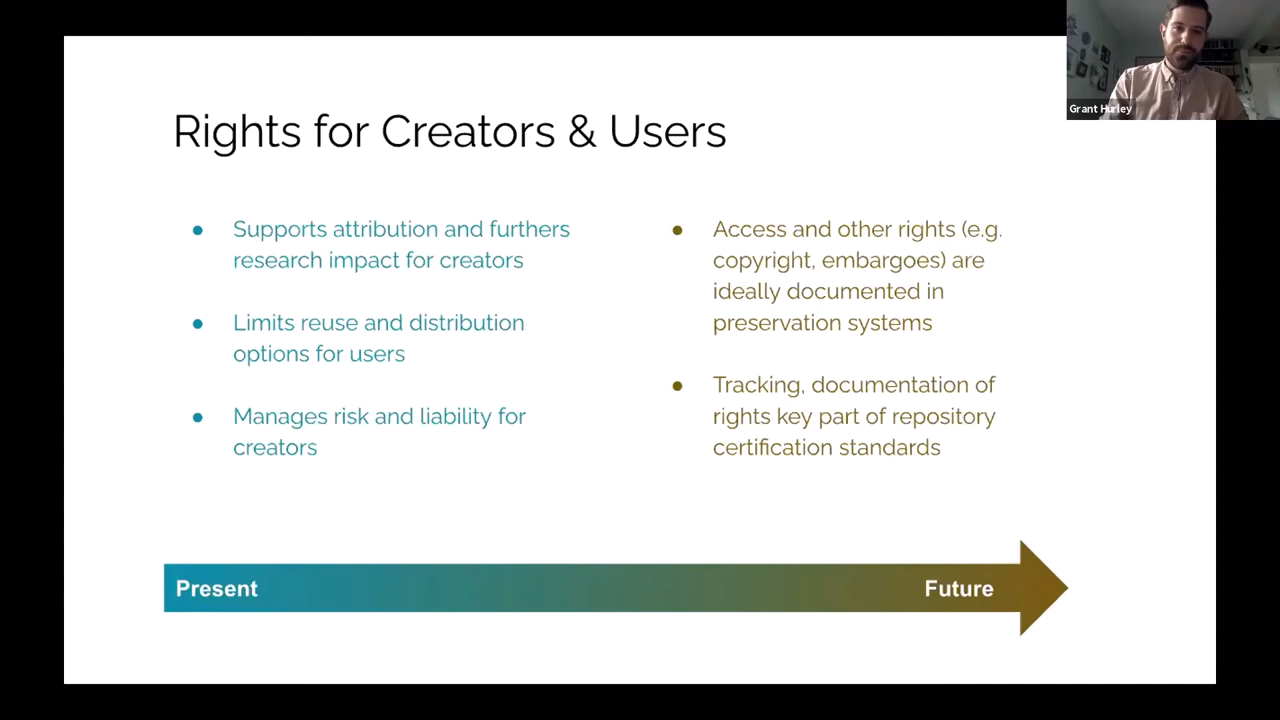 Grant Hurley
Rights for Creators & Users
● Supports attribution and furthers
research impact for creators
● Limits reuse and distribution
options for users
● Manages risk and liability for
creators
● Access and other rights (e.g.
copyright, embargoes) are
ideally documented in
preservation systems
● Tracking, documentation of
rights key part of repository
certification standards
Present
Future